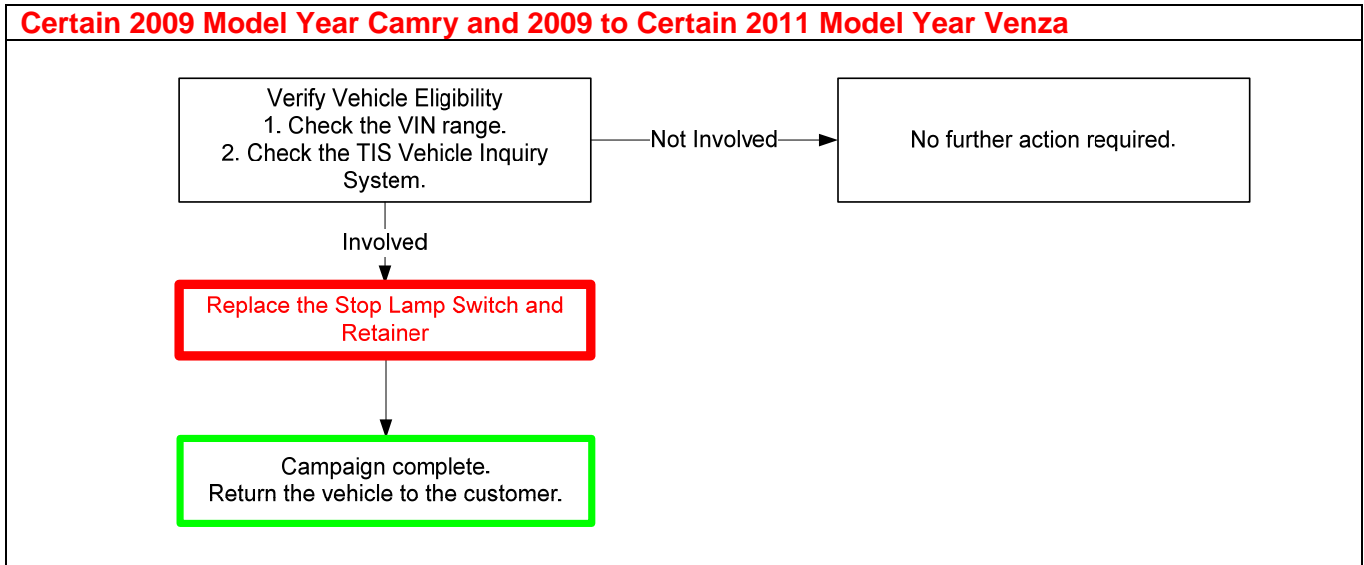 Certain 2009 Model Year Camry and 2009 to Certain 2011 Model Year Venza
Verify Vehicle Eligibility
1. Check the VIN range.
2. Check the TIS Vehicle Inquiry
System.
Not Involved
No further action required.
Involved
Replace the Stop Lamp Switch and
Retainer
Campaign complete.
Return the vehicle to the customer.